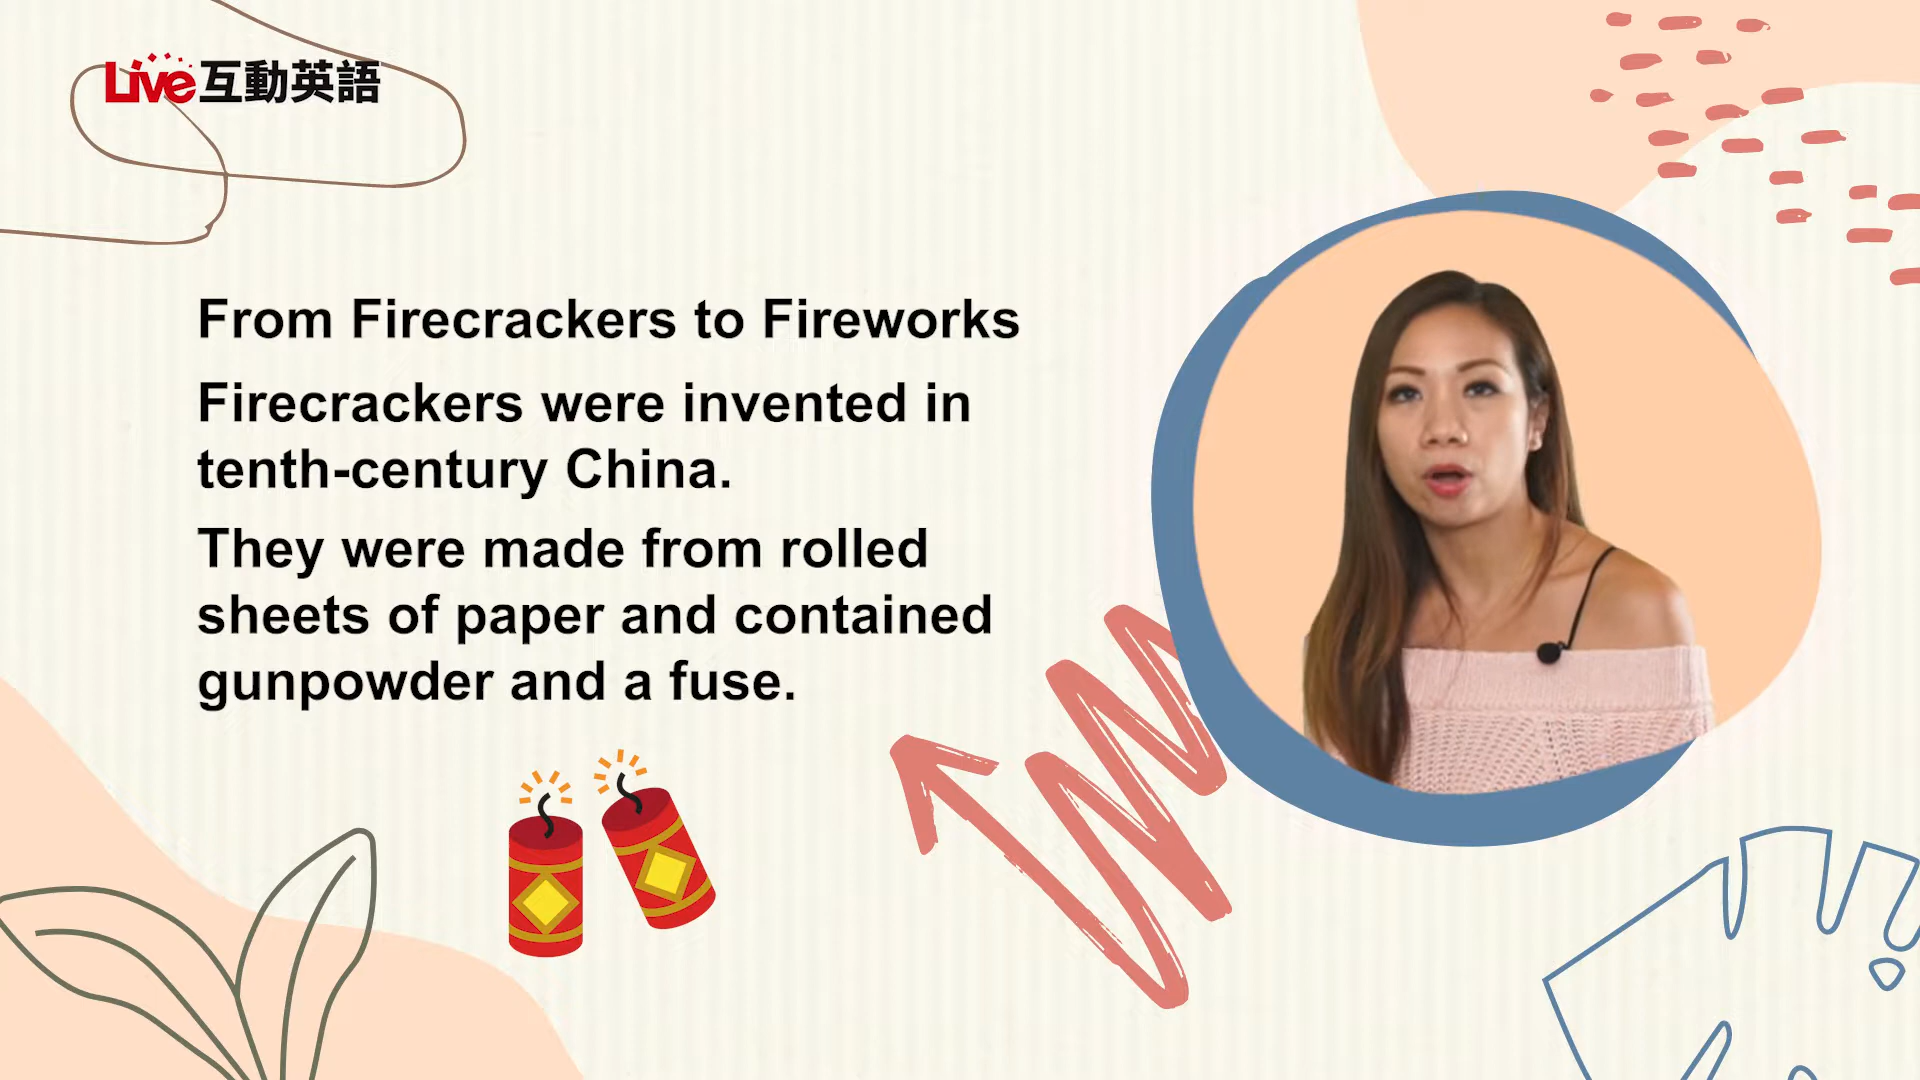 Live互動英語
From Firecrackers to Fireworks
Firecrackers were invented in
tenth-century China.
They were made from rolled
sheets of paper and contained
gunpowder and a fuse.